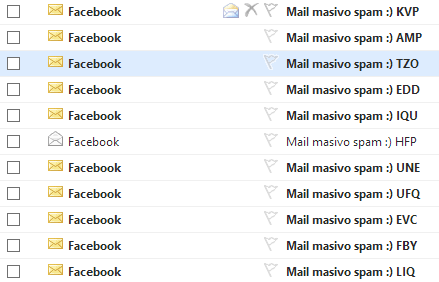 Facebook Mail masivo spam :) KVP
Facebook Mail masivo spam :) AMP
Facebook Mail masivo spam :) TZO
Facebook Mail masivo spam :) EDD
Facebook Mail masivo spam :) IQU
Facebook Mail masivo spam :) HFP
Facebook Mail masivo spam :) UNE
Facebook Mail masivo spam :) UFQ
Facebook Mail masivo spam :) EVC
Facebook Mail masivo spam :) FBY
Facebook Mail masivo spam :) LIQ